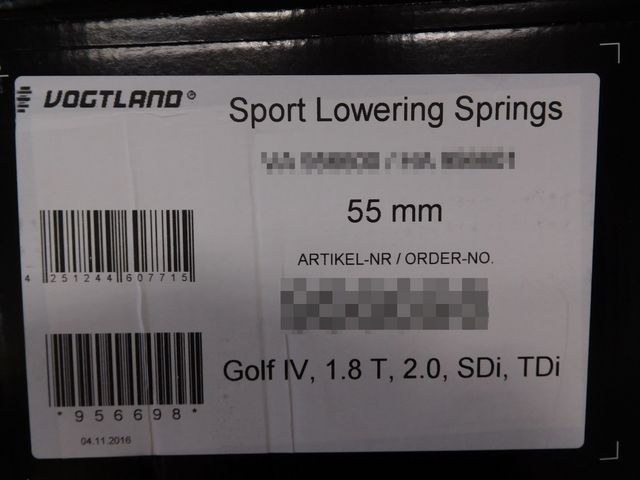 VOGTLAND®
Sport Lowering Springs
55 mm
ARTIKEL-NR / ORDER-NO.
4 251244 607715
Golf IV, 1.8 T, 2.0, SDi, TDi
*956698*
04.11.2016